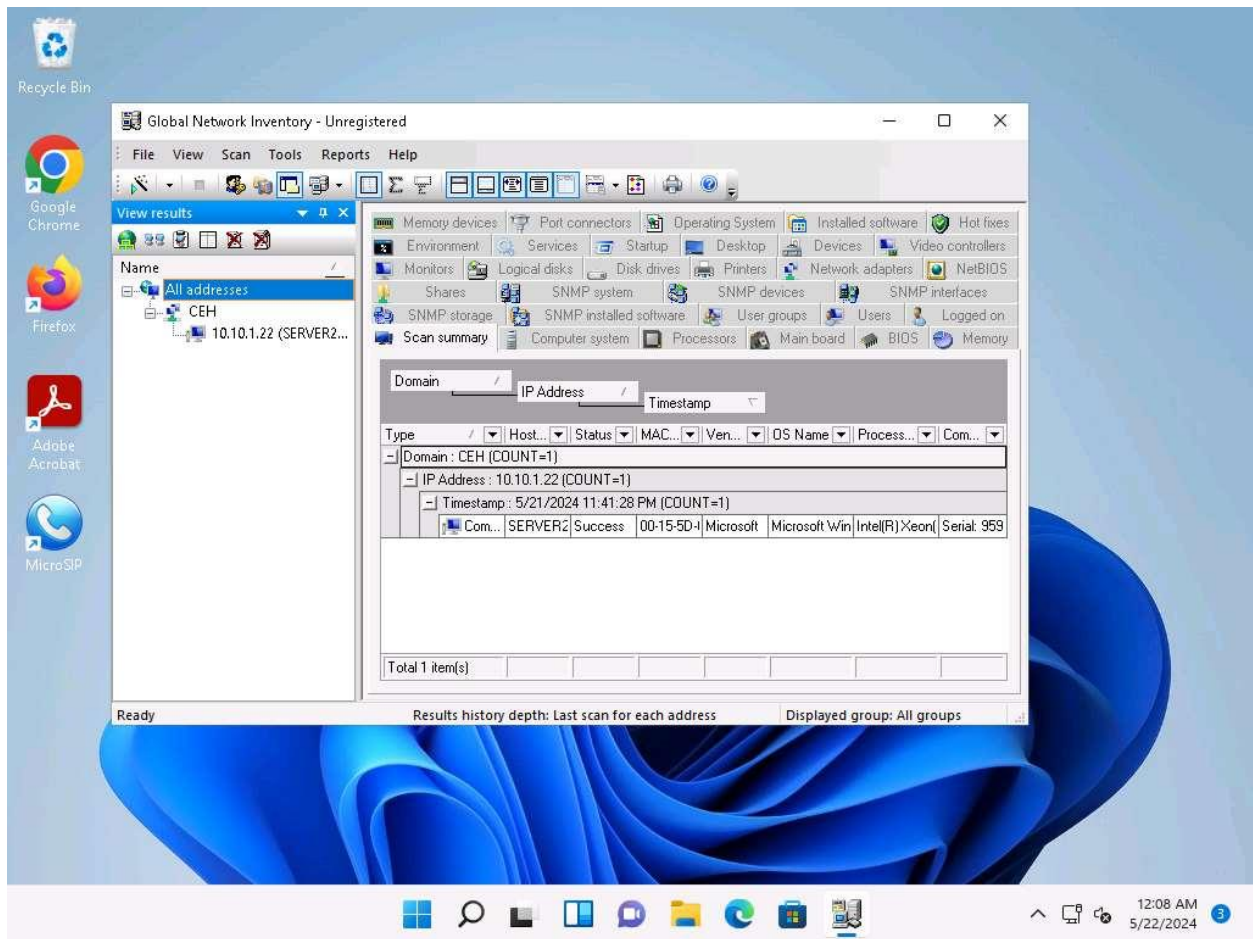 Recycle Bin
Google
Chrome
Firefox
Adobe
Acrobat
MicroSIP
Global Network Inventory - Unregistered
File View Scan Tools Reports Help
View results
Name
All addresses
CEH
10.10.1.22 (SERVER2...
Memory devices Port connectors Operating System Installed software Hot fixes
Environment Services Startup Desktop Devices Video controllers
Monitors Logical disks Disk drives Printers Network adapters NetBIOS
Shares SNMP system SNMP devices SNMP interfaces
SNMP storage SNMP installed software User groups Users Logged on
Scan summary Computer system Processors Main board BIOS Memory
Domain
IP Address
Timestamp
Type Host... Status MAC... Ven... OS Name Process... Com...
Domain : CEH (COUNT=1)
IP Address : 10.10.1.22 (COUNT=1)
Timestamp : 5/21/2024 11:41:28 PM (COUNT=1)
Com... SERVER2 Success 00-15-5D- Microsoft Microsoft Win Intel(R) Xeon( Serial: 959
Total 1 item(s)
Ready Results history depth: Last scan for each address Displayed group: All groups
12:08 AM
5/22/2024
3